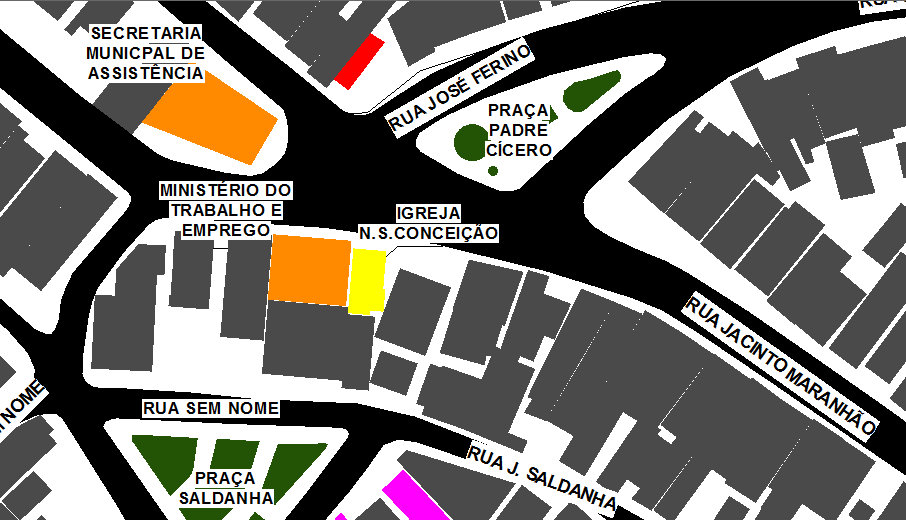 RUA
SECRETARIA
MUNICPAL DE
ASSISTÊNCIA
RUA JOSÉ FERINO
PRAÇA
PADRE
CÍCERO
MINISTÉRIO DO
TRABALHO E
EMPREGO
IGREJA
N.S.CONCEIÇÃO
RUA JACINTO MARANHÃO
NOME
RUA SEM NOME
RUA J. SALDANHA
PRAÇA
SALDANHA